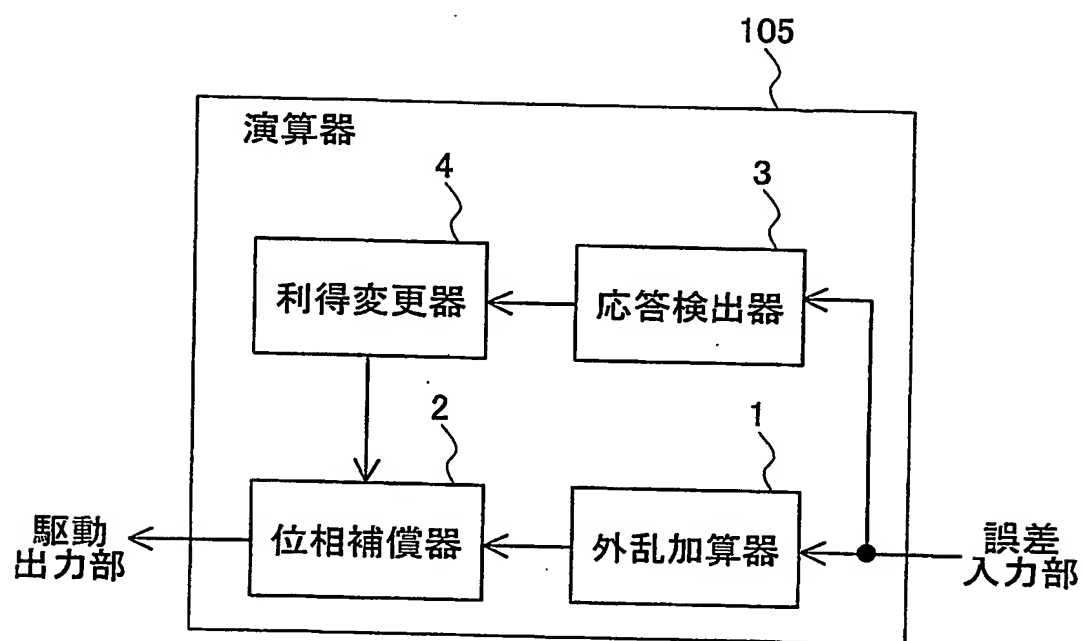 105
演算器
4
3
利得変更器
応答検出器
2
1
駆動
出力部
位相補償器
外乱加算器
誤差
入力部